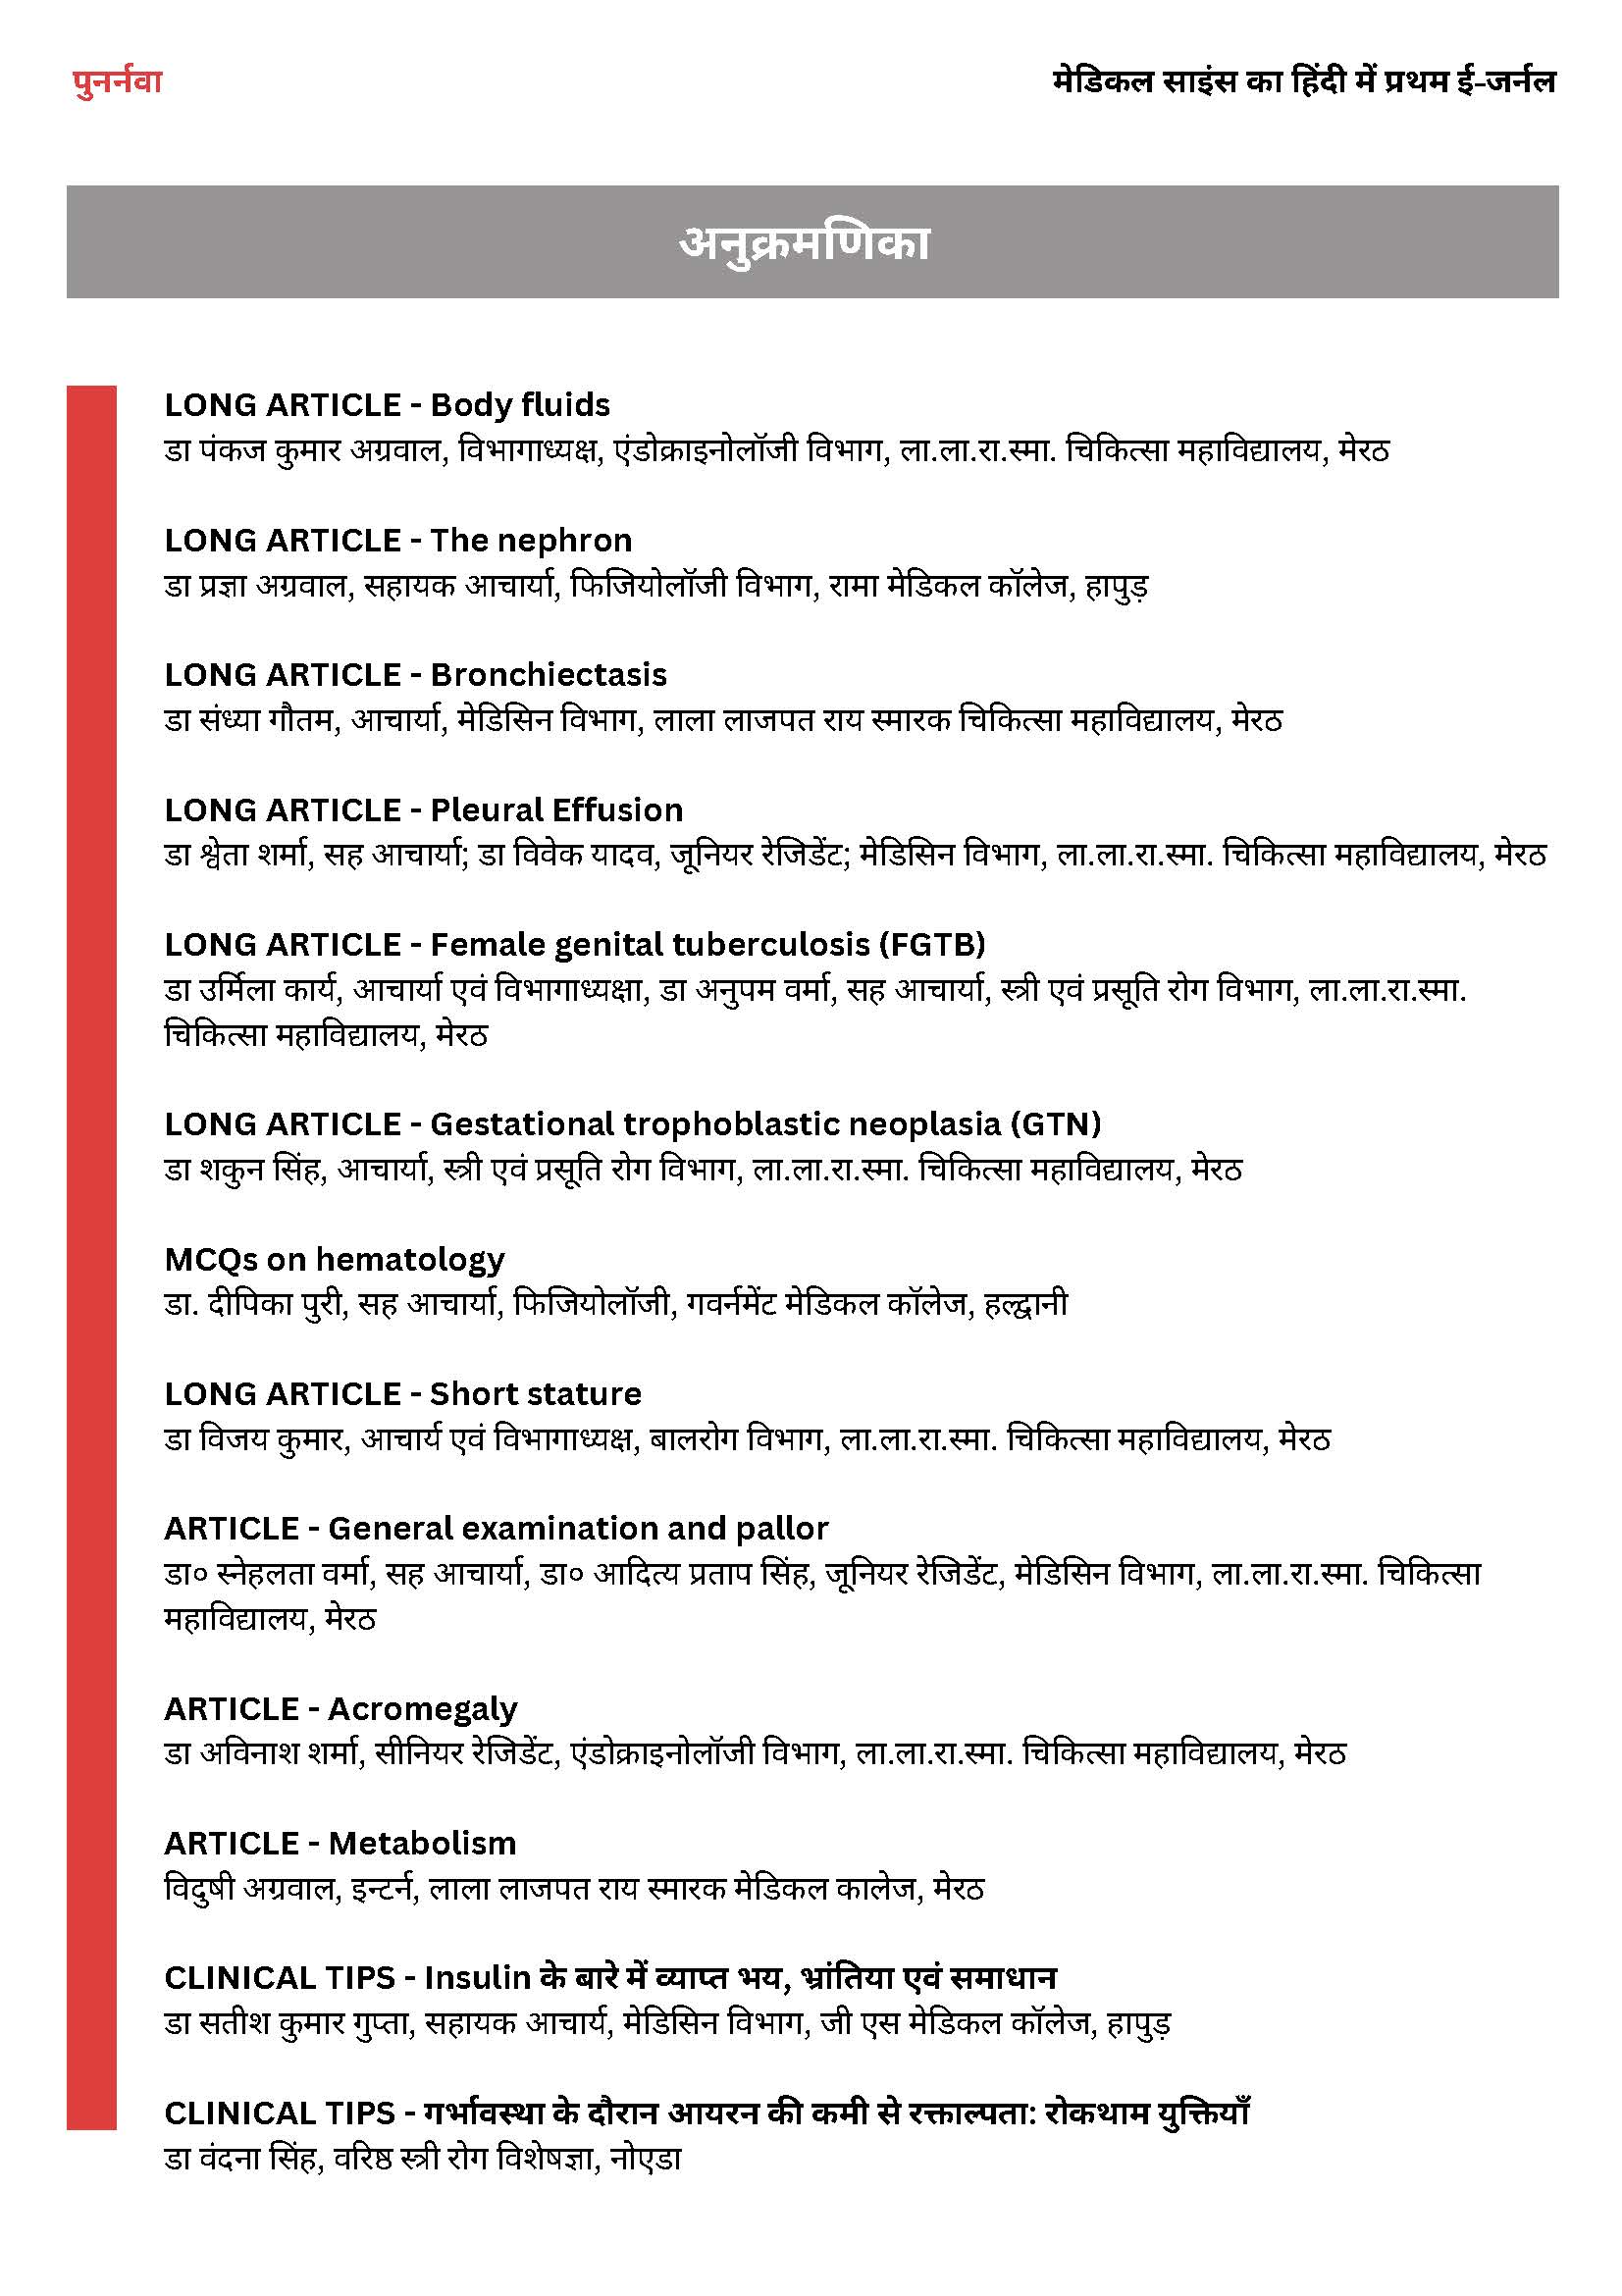 पुनर्नवा
मेडिकल साइंस का हिंदी में प्रथम ई-जर्नल
अनुक्रमणिका
LONG ARTICLE - Body fluids
डा पंकज कुमार अग्रवाल, विभागाध्यक्ष, एंडोक्राइनोलॉजी विभाग, ला.ला.रा.स्मा. चिकित्सा महाविद्यालय, मेरठ
LONG ARTICLE - The nephron
डा प्रज्ञा अग्रवाल, सहायक आचार्या, फिजियोलॉजी विभाग, रामा मेडिकल कॉलेज, हापुड़
LONG ARTICLE - Bronchiectasis
डा संध्या गौतम, आचार्या, मेडिसिन विभाग, लाला लाजपत राय स्मारक चिकित्सा महाविद्यालय, मेरठ
LONG ARTICLE - Pleural Effusion
डा श्वेता शर्मा, सह आचार्या; डा विवेक यादव, जूनियर रेजिडेंट; मेडिसिन विभाग, ला.ला.रा.स्मा. चिकित्सा महाविद्यालय, मेरठ
LONG ARTICLE - Female genital tuberculosis (FGTB)
डा उर्मिला कार्य, आचार्या एवं विभागाध्यक्षा, डा अनुपम वर्मा, सह आचार्या, स्त्री एवं प्रसूति रोग विभाग, ला.ला.रा.स्मा.
चिकित्सा महाविद्यालय, मेरठ
LONG ARTICLE - Gestational trophoblastic neoplasia (GTN)
डा शकुन सिंह, आचार्या, स्त्री एवं प्रसूति रोग विभाग, ला.ला.रा.स्मा. चिकित्सा महाविद्यालय, मेरठ
MCQs on hematology
डा. दीपिका पुरी, सह आचार्या, फिजियोलॉजी, गवर्नमेंट मेडिकल कॉलेज, हल्द्वानी
LONG ARTICLE - Short stature
डा विजय कुमार, आचार्य एवं विभागाध्यक्ष, बालरोग विभाग, ला.ला.रा.स्मा. चिकित्सा महाविद्यालय, मेरठ
ARTICLE - General examination and pallor
डा० स्नेहलता वर्मा, सह आचार्या, डा० आदित्य प्रताप सिंह, जूनियर रेजिडेंट, मेडिसिन विभाग, ला.ला.रा.स्मा. चिकित्सा
महाविद्यालय, मेरठ
ARTICLE - Acromegaly
डा अविनाश शर्मा, सीनियर रेजिडेंट, एंडोक्राइनोलॉजी विभाग, ला.ला.रा.स्मा. चिकित्सा महाविद्यालय, मेरठ
ARTICLE - Metabolism
विदुषी अग्रवाल, इन्टर्न, लाला लाजपत राय स्मारक मेडिकल कालेज, मेरठ
CLINICAL TIPS - Insulin के बारे में व्याप्त भय, भ्रांतिया एवं समाधान
डा सतीश कुमार गुप्ता, सहायक आचार्य, मेडिसिन विभाग, जी एस मेडिकल कॉलेज, हापुड़
CLINICAL TIPS - गर्भावस्था के दौरान आयरन की कमी से रक्ताल्पता: रोकथाम युक्तियाँ
डा वंदना सिंह, वरिष्ठ स्त्री रोग विशेषज्ञा, नोएडा